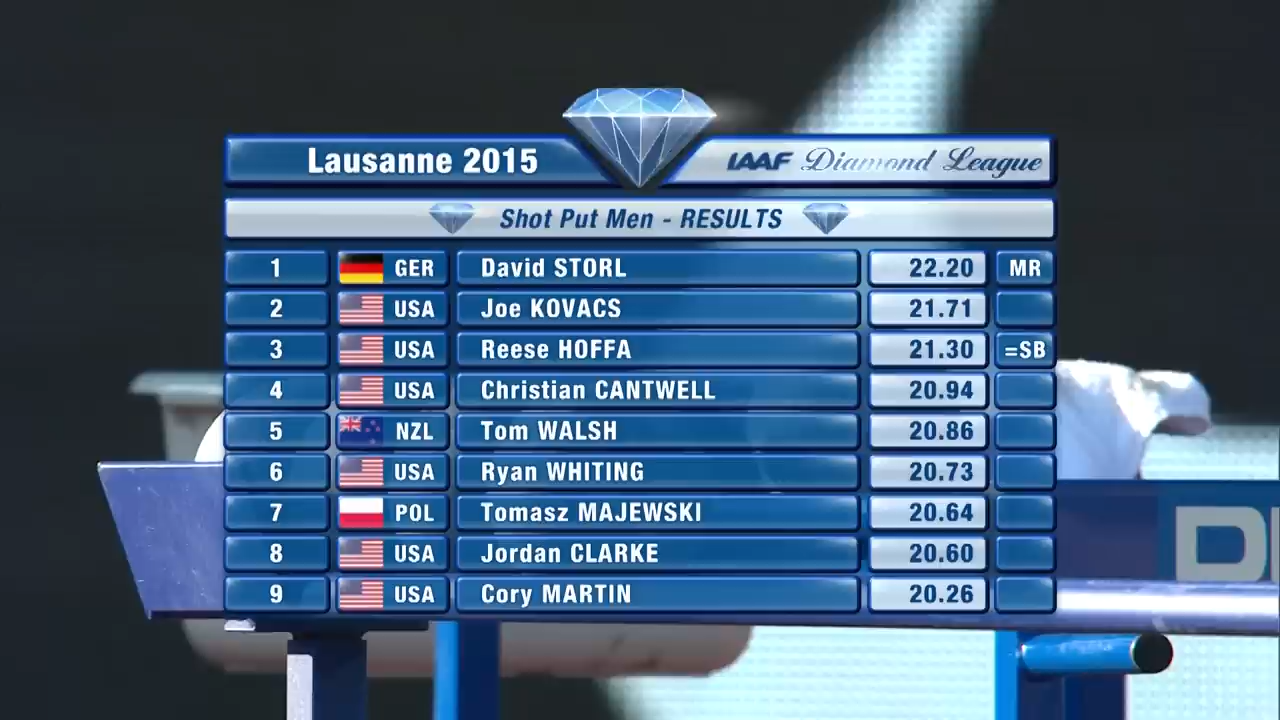 Lausanne 2015 IAAF Diamond League
Shot Put Men - RESULTS
1 GER David STORL 22.20 MR
2 USA Joe KOVACS 21.71
3 USA Reese HOFFA 21.30 =SB
4 USA Christian CANTWELL 20.94
5 NZL Tom WALSH 20.86
6 USA Ryan WHITING 20.73
7 POL Tomasz MAJEWSKI 20.64
8 USA Jordan CLARKE 20.60
9 USA Cory MARTIN 20.26